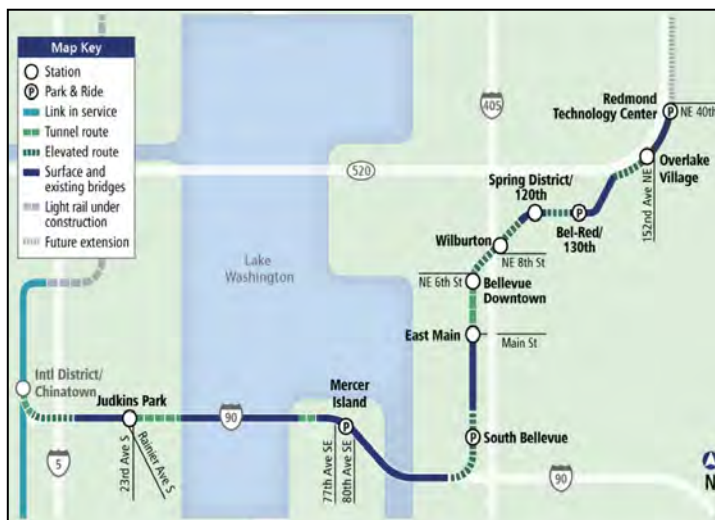 Map Key
Station
P
Park & Ride
Link in service
Tunnel route
Elevated route
Surface and
existing bridges
Light rail under
construction
Future extension
405
Redmond
Technology Center
P
NE 40th
520
Overlake
Village
152nd Ave NE
Spring District/
120th
P
Bel-Red/
130th
Wilburton
NE 8th St
Lake
Washington
NE 6th St
Bellevue
Downtown
East Main
Main St
Intl District/
Chinatown
Judkins Park
Mercer
Island
90
P
South Bellevue
P
23rd Ave S
Rainier Ave S
77th Ave SE
80th Ave SE
5
90
N